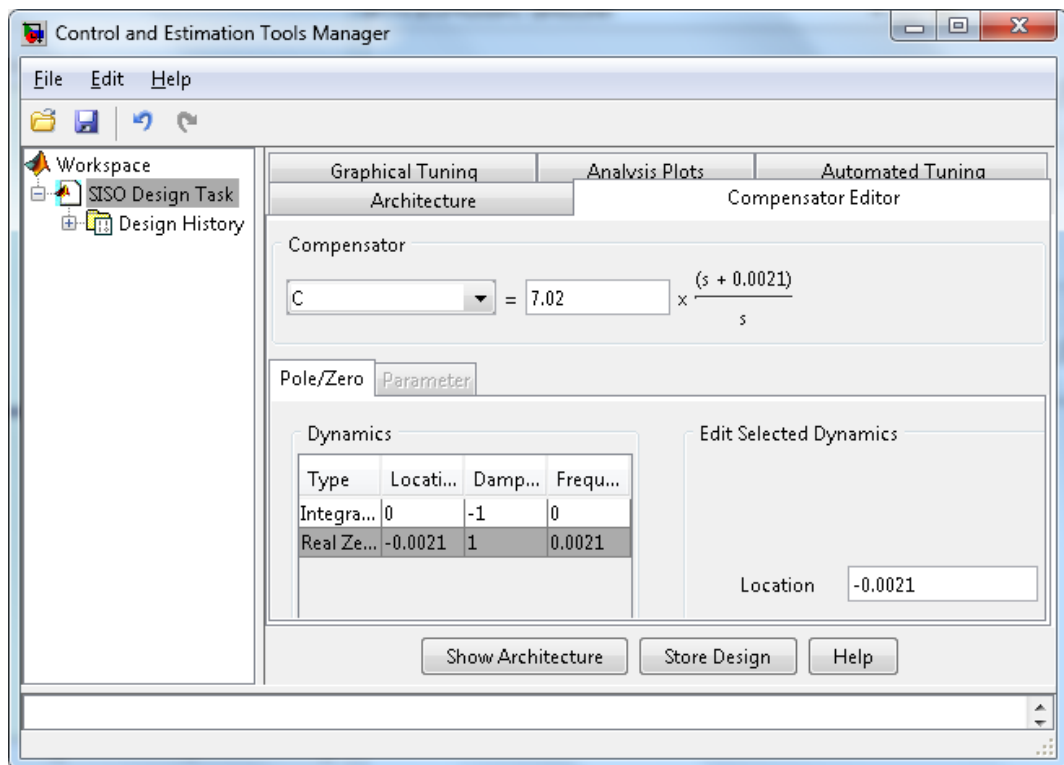 Control and Estimation Tools Manager
File Edit Help
Workspace
SISO Design Task
Design History
Graphical Tuning Analysis Plots Automated Tuning
Architecture Compensator Editor
Compensator
C = 7.02 x (s + 0.0021)
s
Pole/Zero Parameter
Dynamics
Type Locati... Damp... Frequ...
Integra... 0 -1 0
Real Ze... -0.0021 1 0.0021
Edit Selected Dynamics
Location -0.0021
Show Architecture Store Design Help